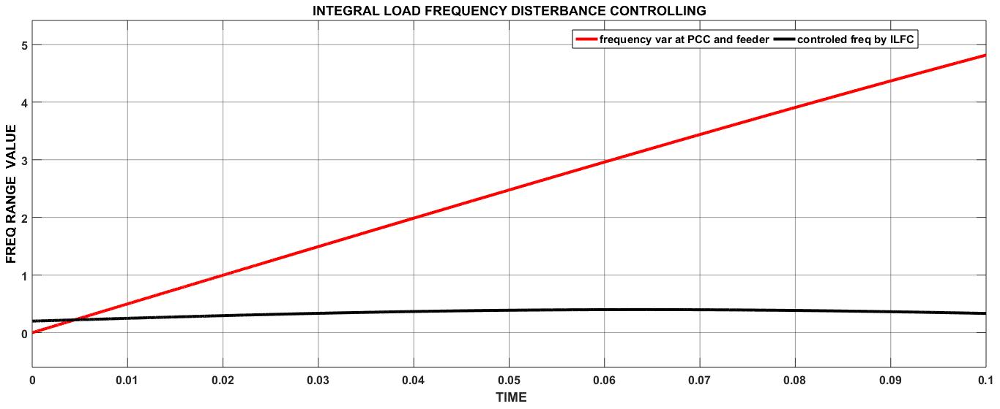 INTEGRAL LOAD FREQUENCY DISTERBANCE CONTROLLING
frequency var at PCC and feeder controled freq by ILFC
FREQ RANGE VALUE
5
4
3
2
1
0
0 0.01 0.02 0.03 0.04 0.05 0.06 0.07 0.08 0.09 0.1
TIME